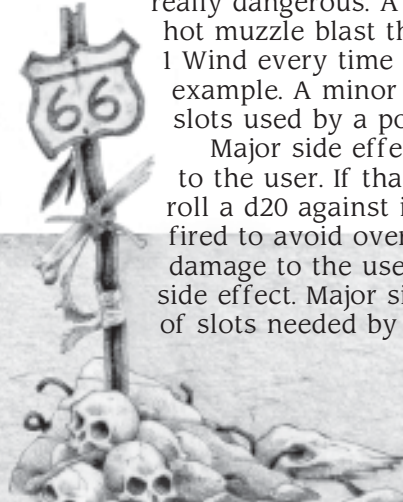 really dangerous. A
hot muzzle blast th
1 Wind every time
example. A minor
slots used by a po
Major side effe
to the user. If tha
roll a d20 against i
fired to avoid over
damage to the use
side effect. Major si
of slots needed by
66